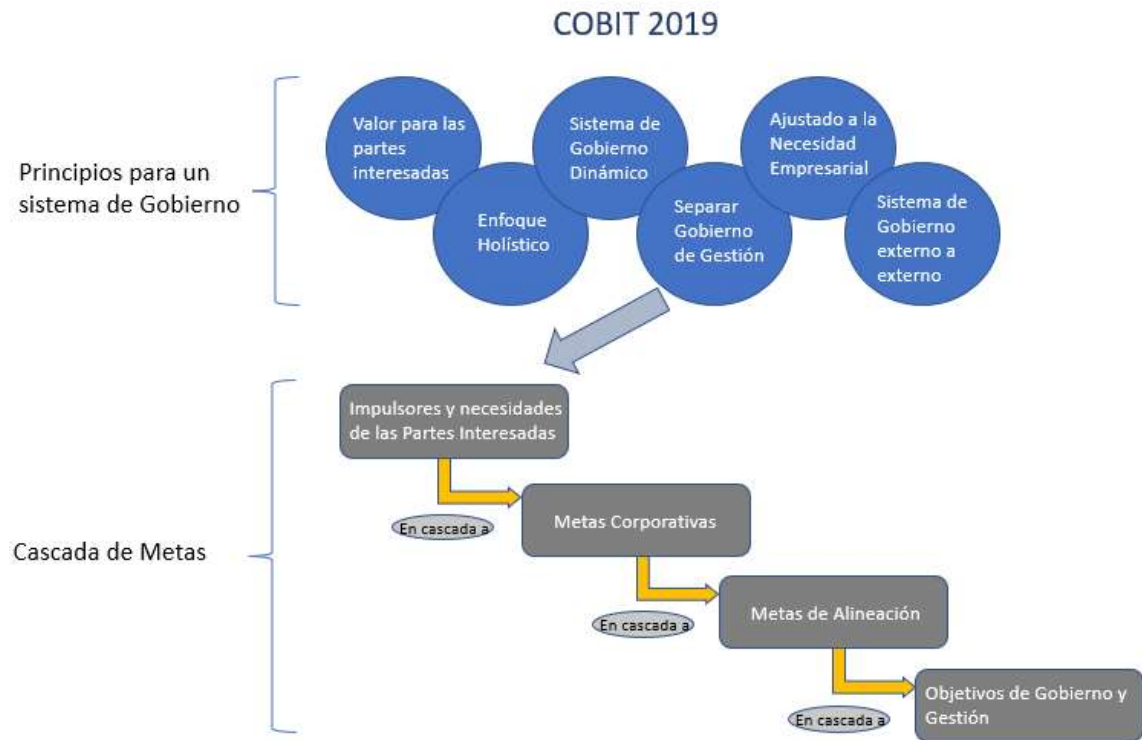 COBIT 2019
Principios para un
sistema de Gobierno
Valor para las
partes
interesadas
Enfoque
Holístico
Sistema de
Gobierno
Dinámico
Separar
Gobierno
de Gestión
Ajustado a la
Necesidad
Empresarial
Sistema de
Gobierno
externo a
externo
Cascada de Metas
Impulsores y necesidades
de las Partes Interesadas
En cascada a
Metas Corporativas
En cascada a
Metas de Alineación
En cascada a
Objetivos de Gobierno y
Gestión